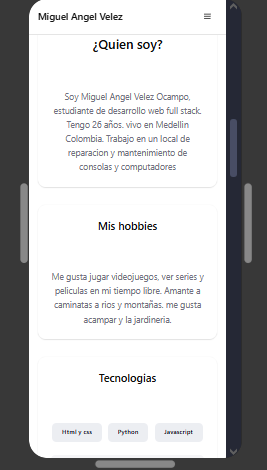 Miguel Angel Velez
¿Quien soy?
Soy Miguel Angel Velez Ocampo,
estudiante de desarrollo web full stack.
Tengo 26 años. vivo en Medellin
Colombia. Trabajo en un local de
reparacion y mantenimiento de
consolas y computadores
Mis hobbies
Me gusta jugar videojuegos, ver series y
peliculas en mi tiempo libre. Amante a
caminatas a rios y montañas. me gusta
acampar y la jardineria.
Tecnologias
Html y css Python Javascript